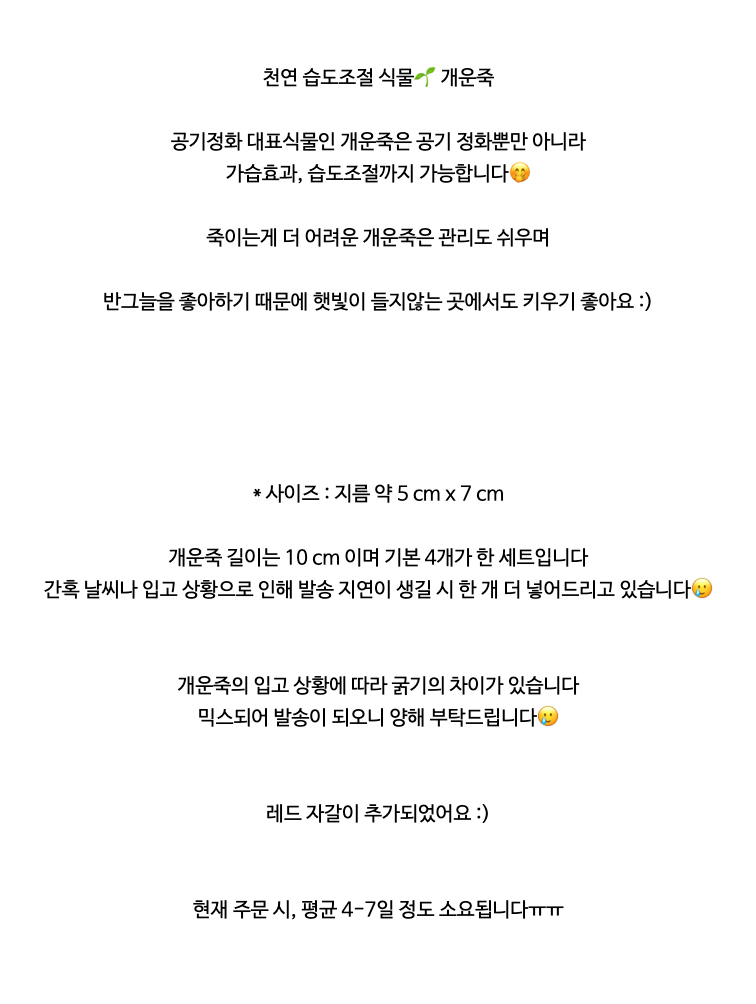 천연 습도조절 식물🌱 개운죽
공기정화 대표식물인 개운죽은 공기 정화뿐만 아니라
가습효과, 습도조절까지 가능합니다🤭
죽이는게 더 어려운 개운죽은 관리도 쉬우며
반그늘을 좋아하기 때문에 햇빛이 들지않는 곳에서도 키우기 좋아요 :)
* 사이즈 : 지름 약 5 cm x 7 cm
개운죽 길이는 10 cm 이며 기본 4개가 한 세트입니다
간혹 날씨나 입고 상황으로 인해 발송 지연이 생길 시 한 개 더 넣어드리고 있습니다🥲
개운죽의 입고 상황에 따라 굵기의 차이가 있습니다
믹스되어 발송이 되오니 양해 부탁드립니다🥲
레드 자갈이 추가되었어요 :)
현재 주문 시, 평균 4-7일 정도 소요됩니다ㅠㅠ